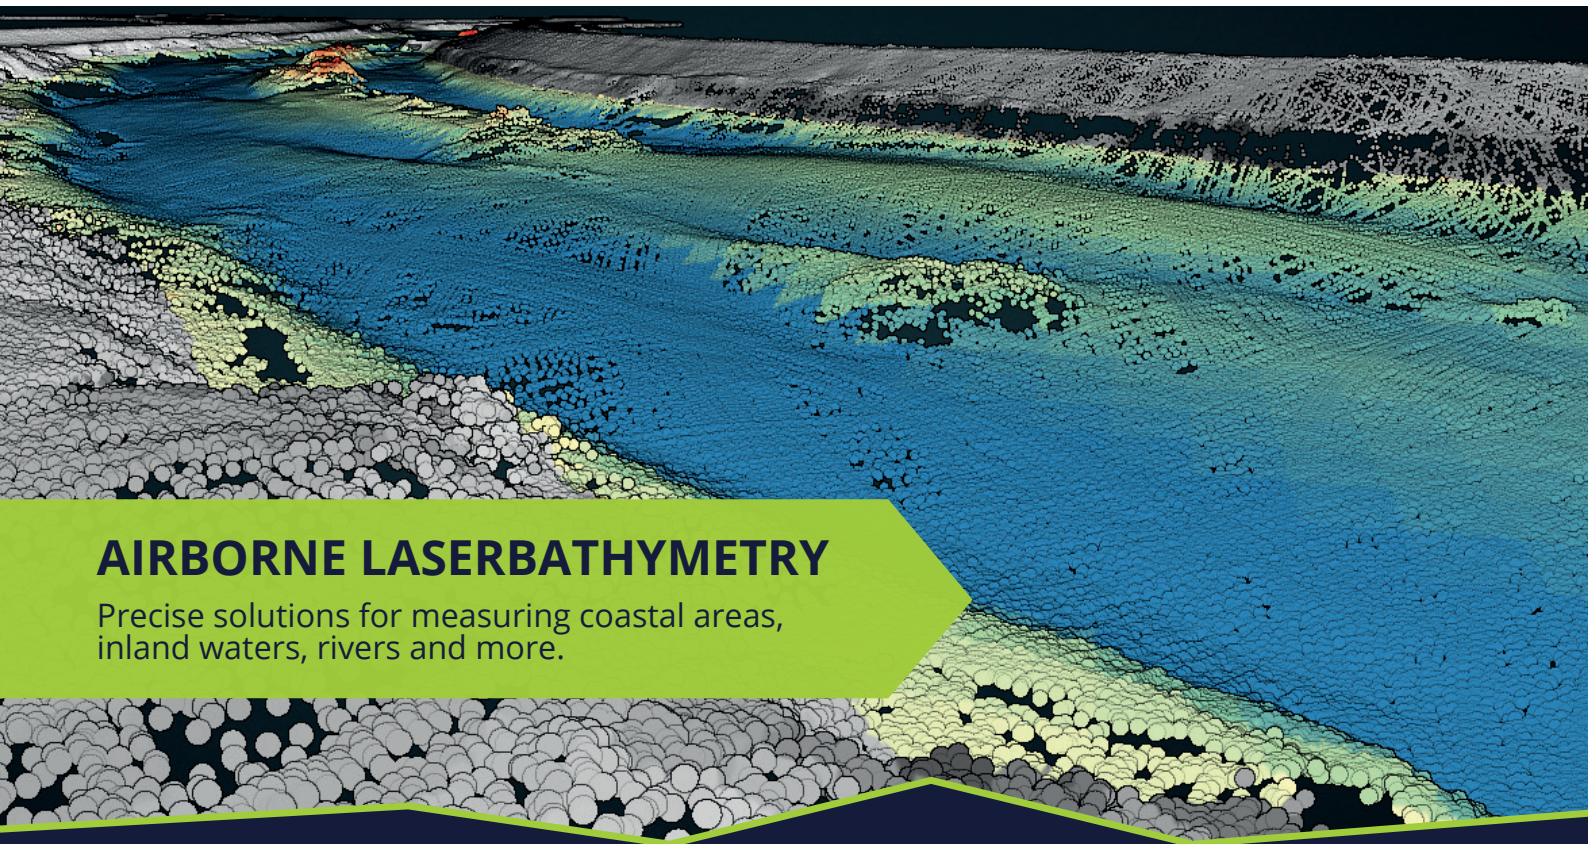 AIRBORNE LASERBATHYMETRY
Precise solutions for measuring coastal areas,
inland waters, rivers and more.